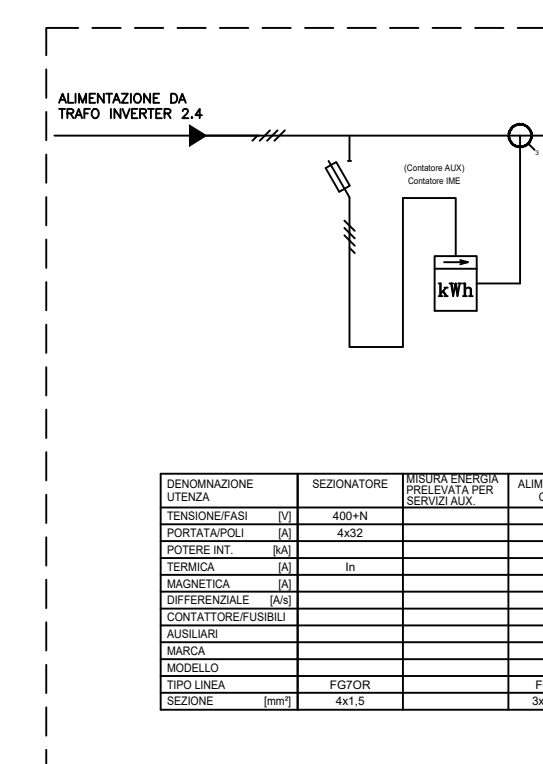 ALIMENTAZIONE DA
TRAFO INVERTER 2.4
3
(Contatore AUX)
Contatore IME
kWh
DENOMNAZIONE UTENZA SEZIONATORE MISURA ENERGIA PRELEVATA PER SERVIZI AUX.
TENSIONE/FASI [V] 400+N
PORTATA/POLI [A] 4x32
POTERE INT. [kA]
TERMICA [A] In
MAGNETICA [A]
DIFFERENZIALE [A/s]
CONTATTORE/FUSIBILI
AUSILIARI
MARCA
MODELLO
TIPO LINEA FG7OR
SEZIONE [mm²] 4x1,5